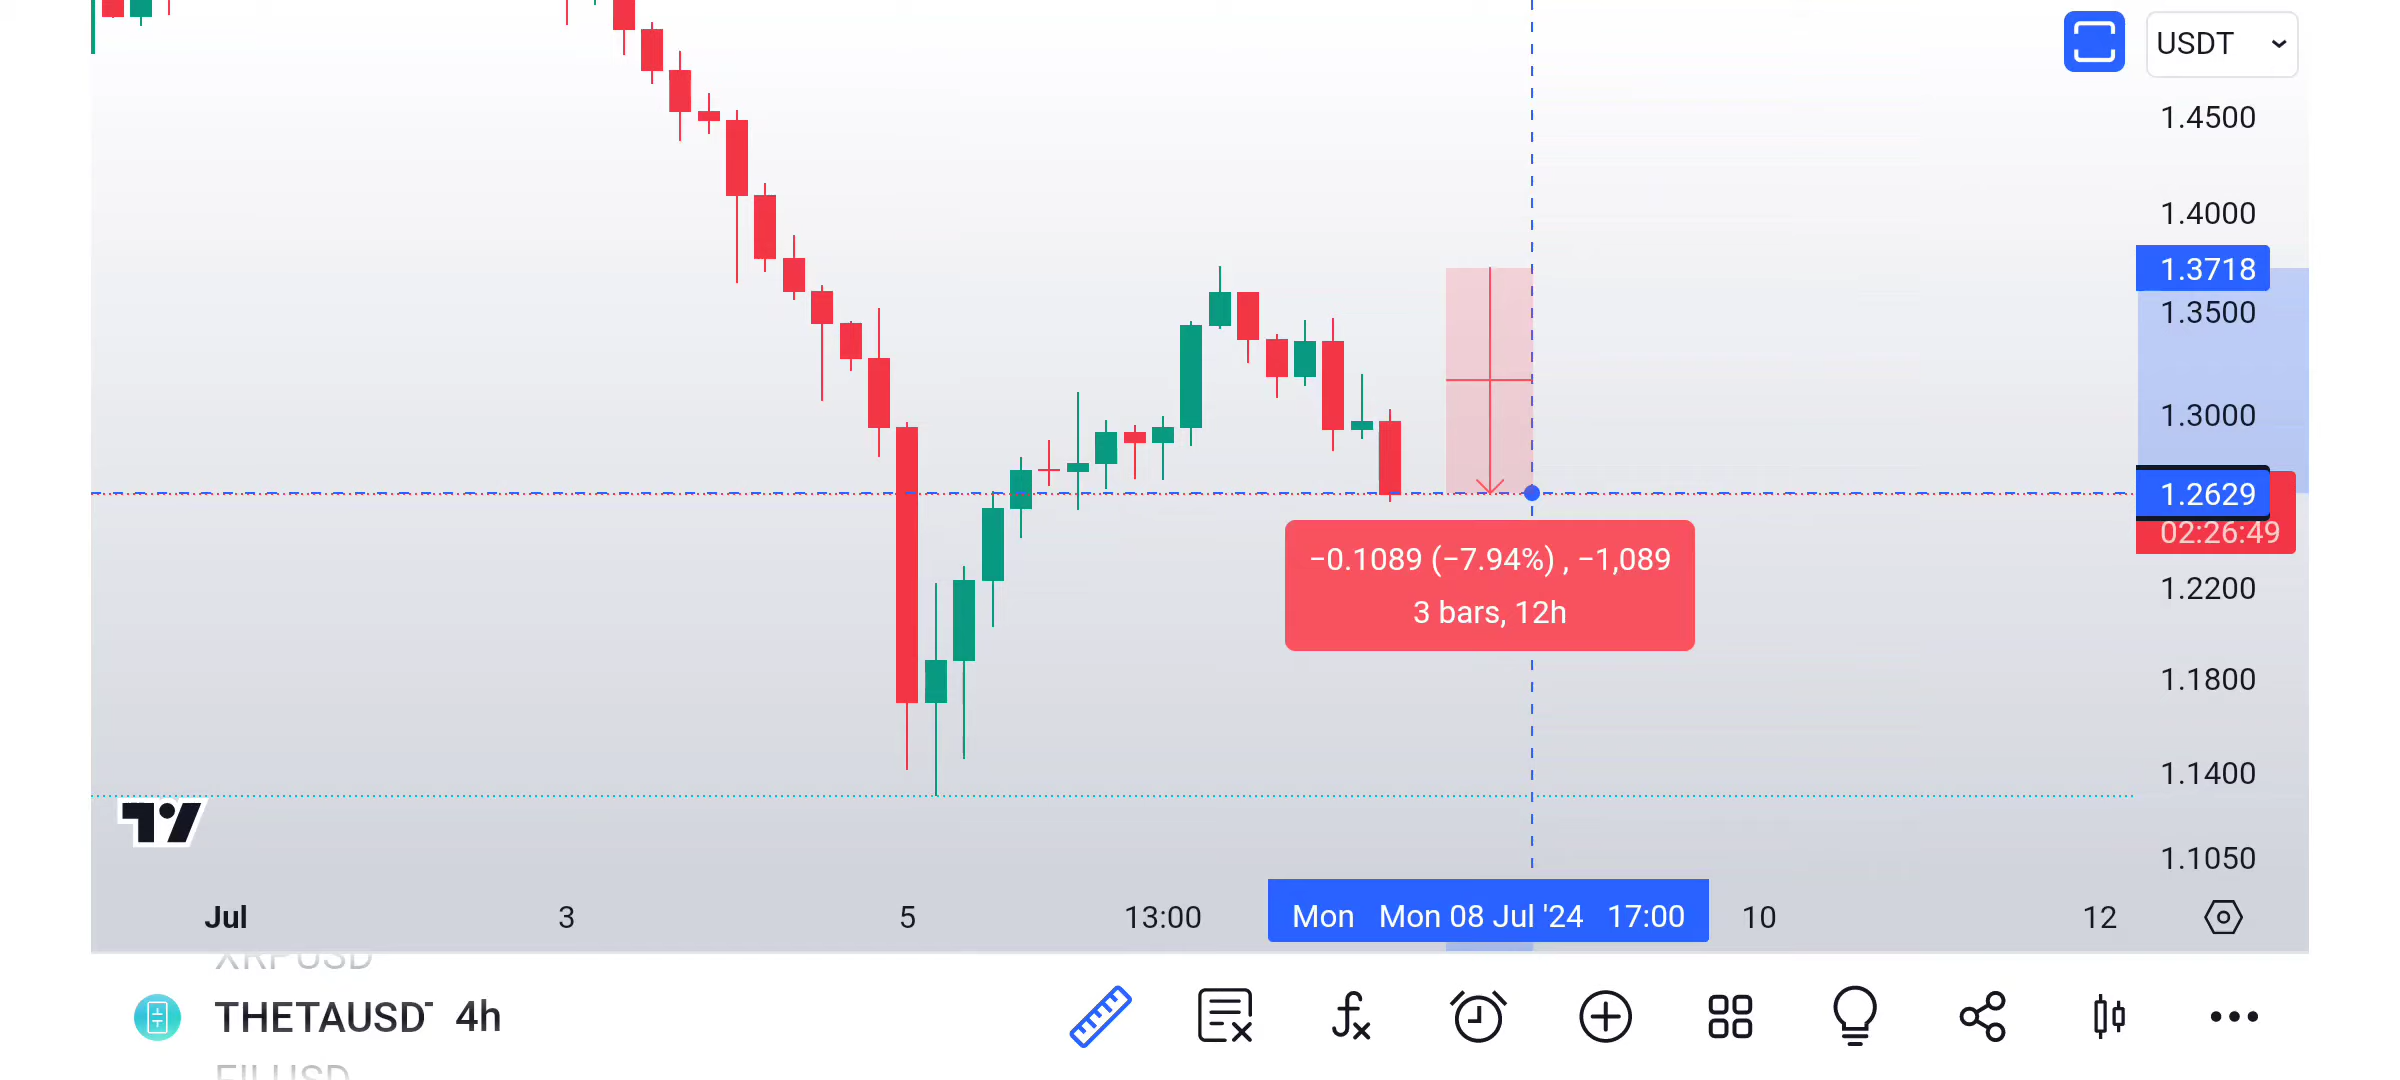 USDT
1.4500
1.4000
1.3718
1.3500
1.3000
1.2629
02:26:49
−0.1089 (−7.94%) , −1,089
3 bars, 12h
1.2200
1.1800
1.1400
1.1050
Jul 3 5 13:00 Mon Mon 08 Jul '24 17:00 10 12
XRPUSD
THETAUSD 4h
FILUSD